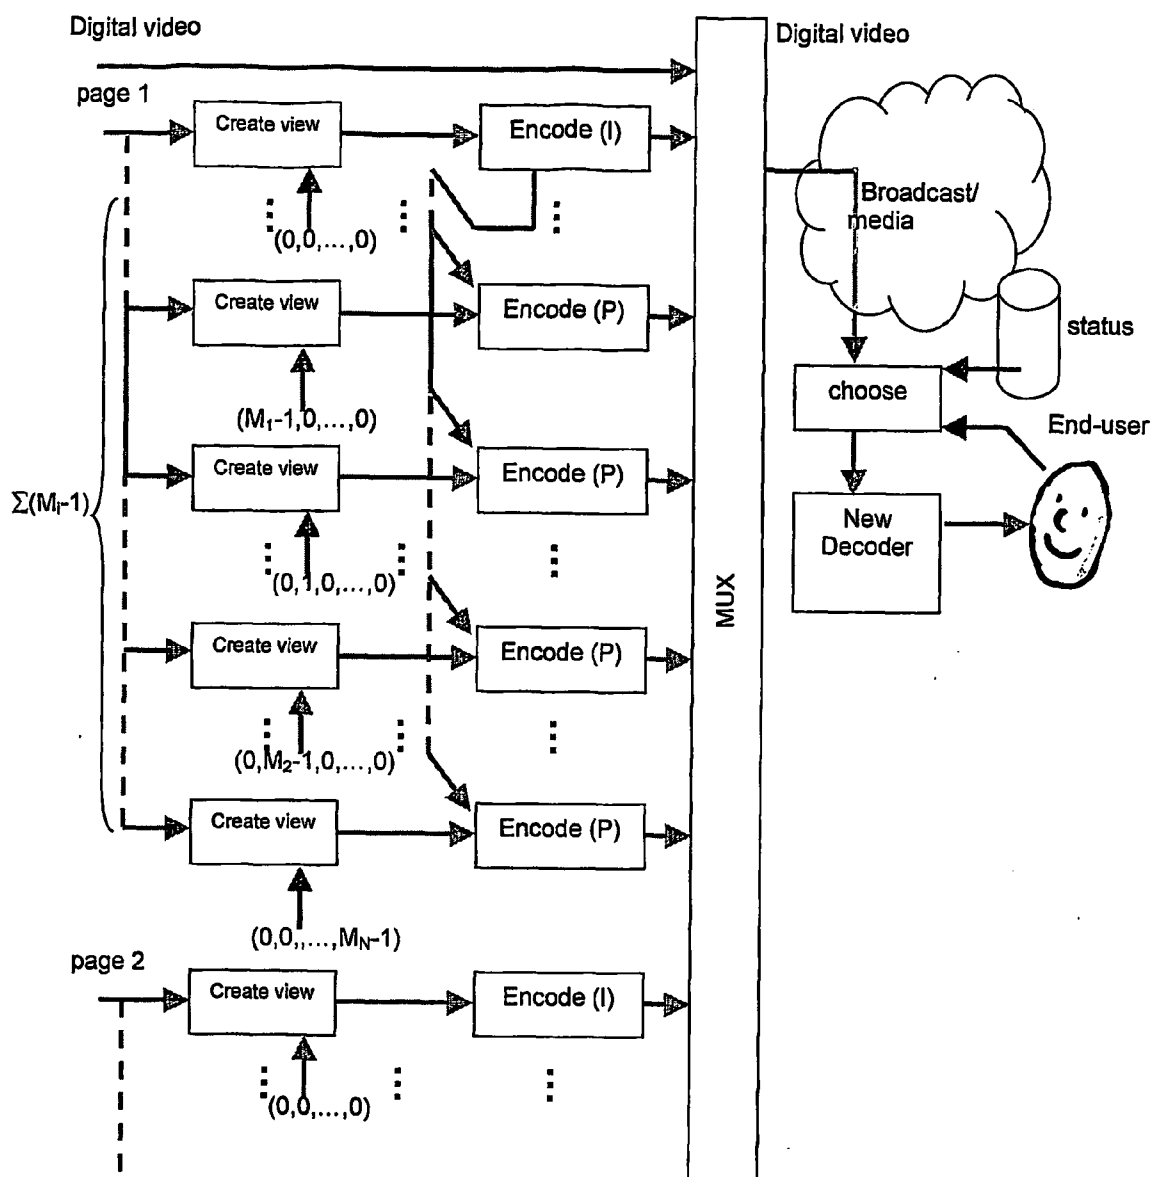 Digital video
page 1
Create view
Encode (I)
(0,0,...,0)
Create view
Encode (P)
(M₁-1,0,...,0)
Create view
Encode (P)
Σ(Mᵢ-1)
(0,1,0,...,0)
Create view
Encode (P)
(0,M₂-1,0,...,0)
Create view
Encode (P)
(0,0,,...,M_N-1)
page 2
Create view
Encode (I)
(0,0,...,0)
MUX
Digital video
Broadcast/
media
status
choose
End-user
New
Decoder